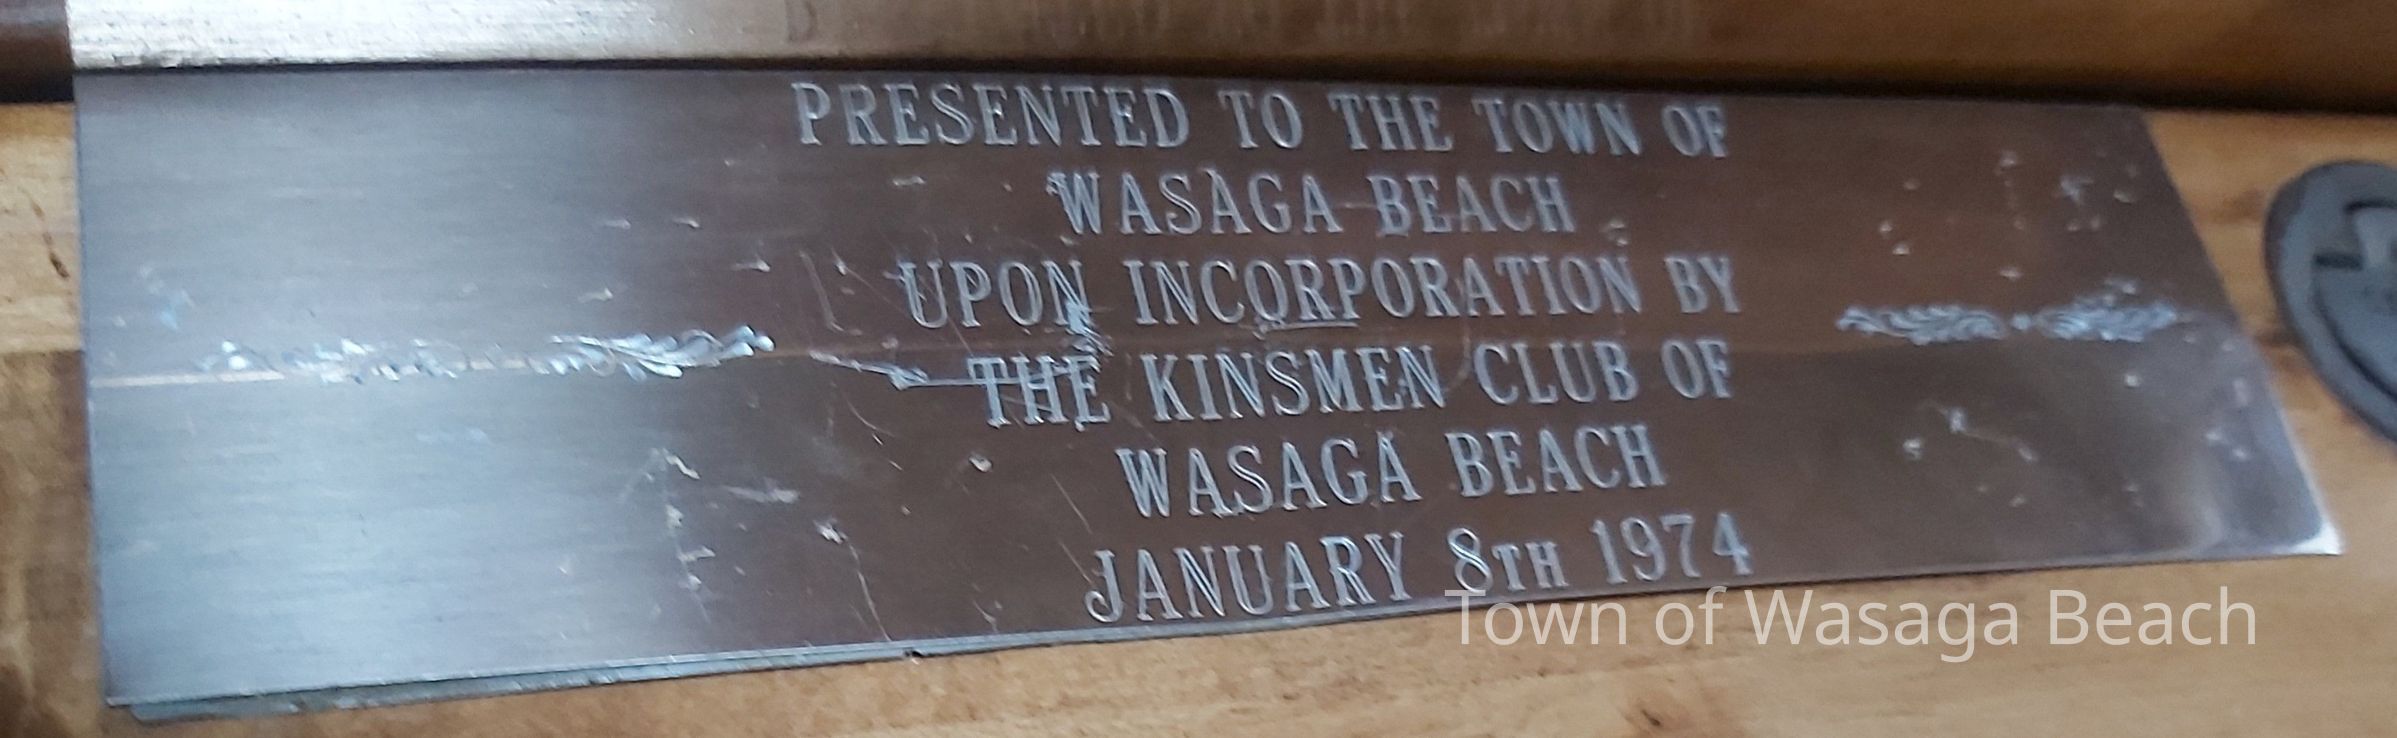 PRESENTED TO THE TOWN OF
WASAGA BEACH
UPON INCORPORATION BY
THE KINSMEN CLUB OF
WASAGA BEACH
JANUARY 8TH 1974
Town of Wasaga Beach